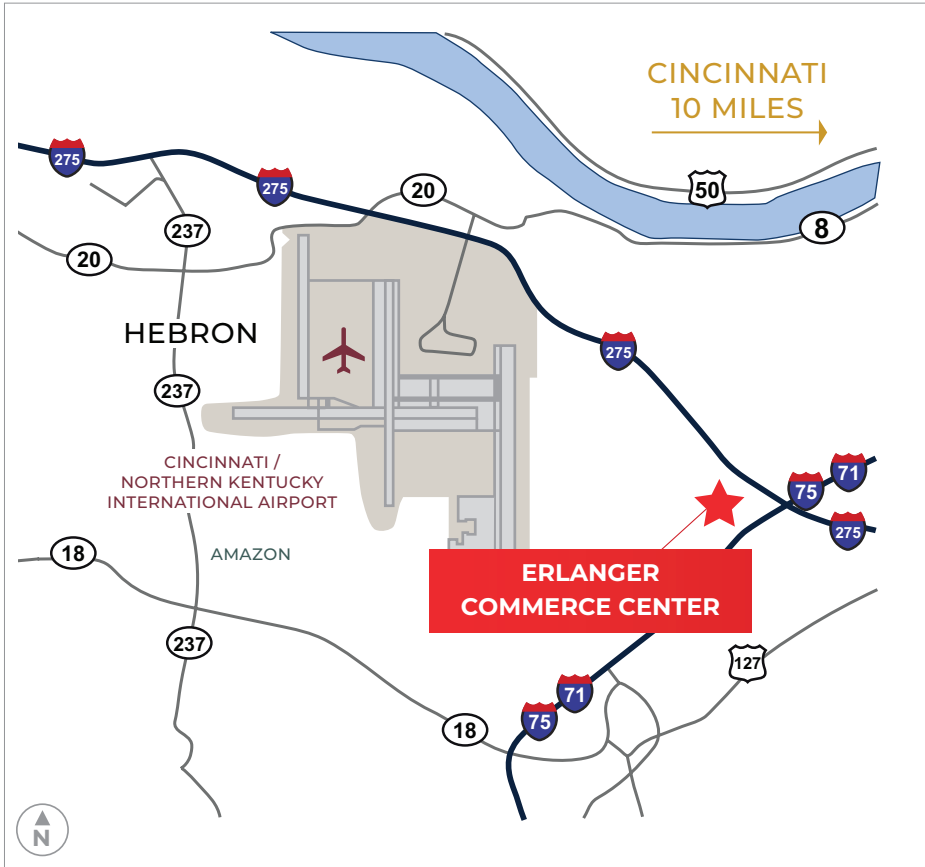 CINCINNATI
10 MILES
275
275
20
50
237
8
20
HEBRON
275
237
CINCINNATI /
NORTHERN KENTUCKY
INTERNATIONAL AIRPORT
71
75
275
18
AMAZON
ERLANGER
COMMERCE CENTER
237
127
71
75
18
N